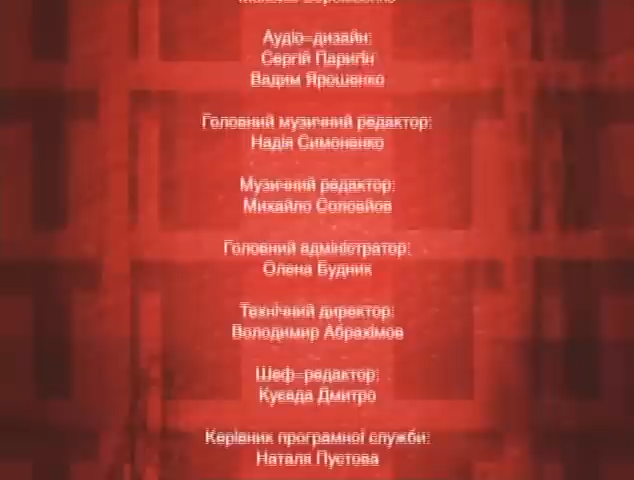 Аудіо-дизайн:
Сергій Паригін
Вадим Ярошенко
Головний музичний редактор:
Надія Симоненко
Музичний редактор:
Михайло Соловйов
Головний адміністратор:
Олена Будник
Технічний директор:
Володимир Абрахімов
Шеф-редактор:
Дмитро
Керівник програмної служби:
Наталя Пустова